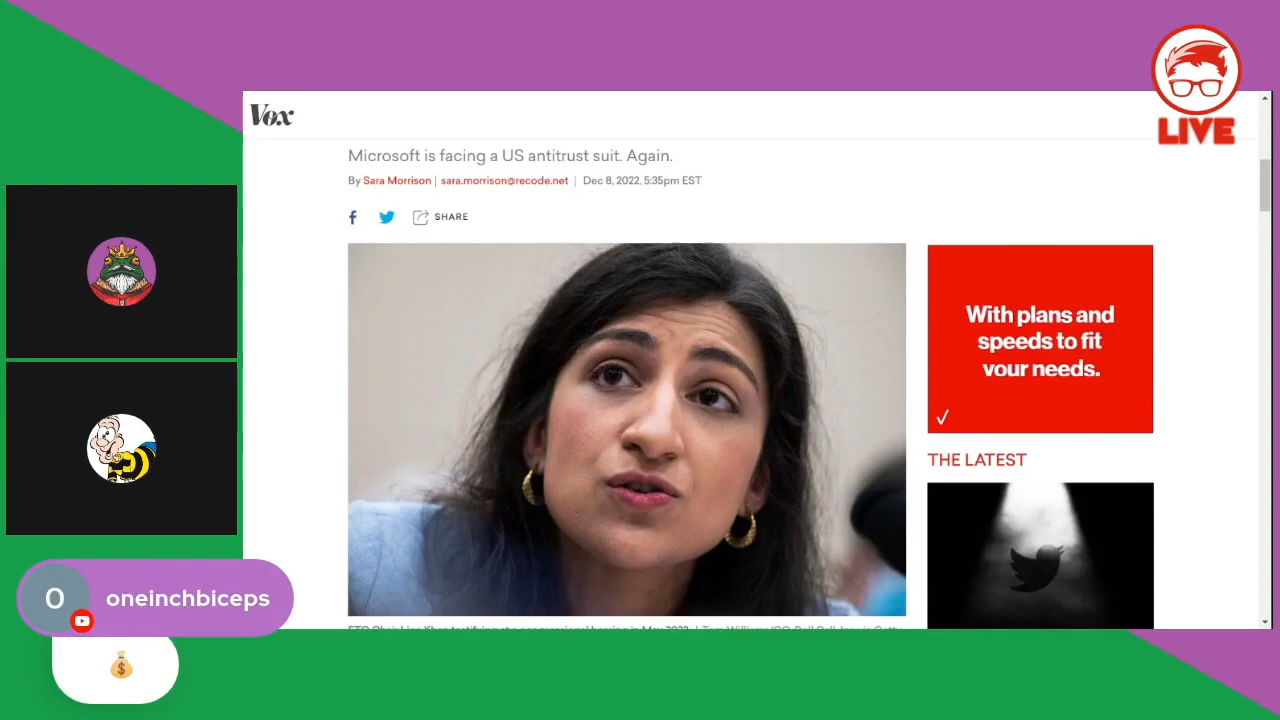 LIVE
Vox
Microsoft is facing a US antitrust suit. Again.
By Sara Morrison | sara.morrison@recode.net | Dec 8, 2022, 5:35pm EST
SHARE
With plans and
speeds to fit
your needs.
THE LATEST
O oneinchbiceps